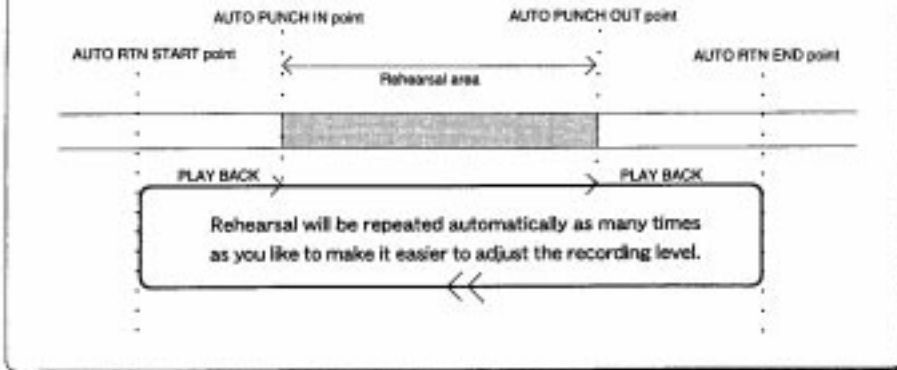 AUTO PUNCH IN point AUTO PUNCH OUT point
AUTO RTN START point AUTO RTN END point
Rehearsal area
PLAY BACK PLAY BACK
Rehearsal will be repeated automatically as many times
as you like to make it easier to adjust the recording level.